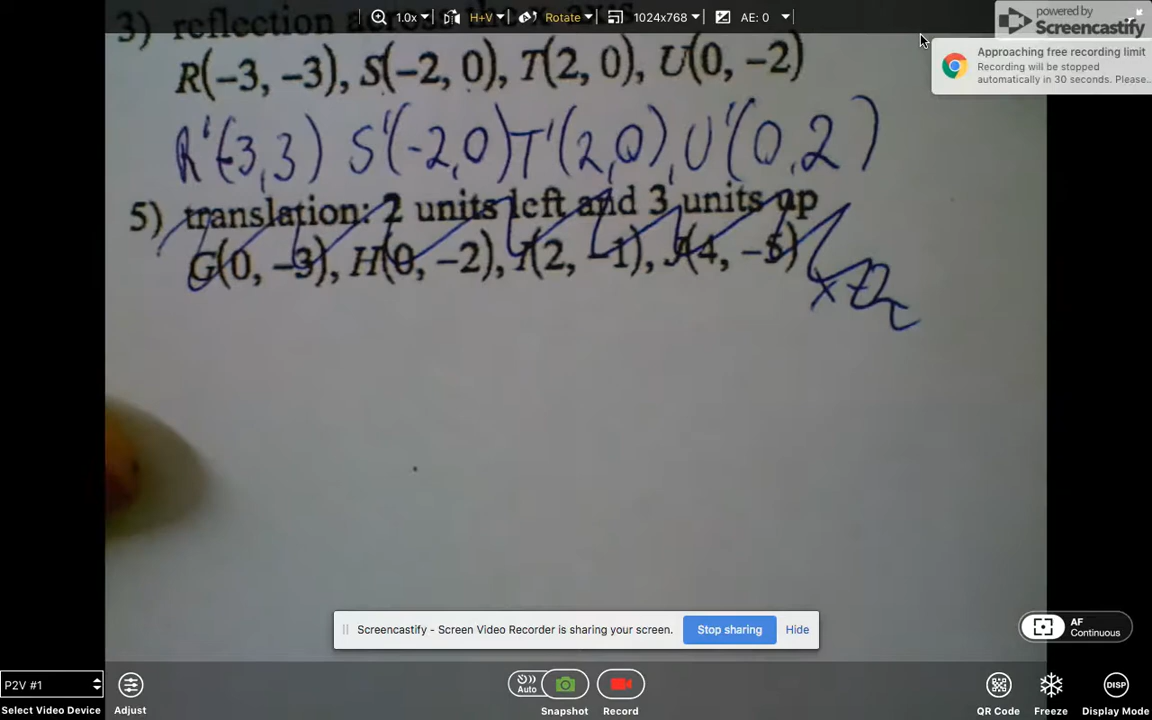 1.0x H+V Rotate 1024x768 AE: 0
powered by
Screencastify
Approaching free recording limit
Recording will be stopped
automatically in 30 seconds. Please...
3) reflection across the x-axis
R(−3, −3), S(−2, 0), T(2, 0), U(0, −2)
R'(-3,3) S'(-2,0) T'(2,0), U'(0,2)
5) translation: 2 units left and 3 units up
G(0, −3), H(0, −2), I(2, −1), J(4, −5)
Screencastify - Screen Video Recorder is sharing your screen. Stop sharing Hide
AF
Continuous
P2V #1
Select Video Device
Adjust
Auto
Snapshot
Record
QR Code
Freeze
DISP
Display Mode